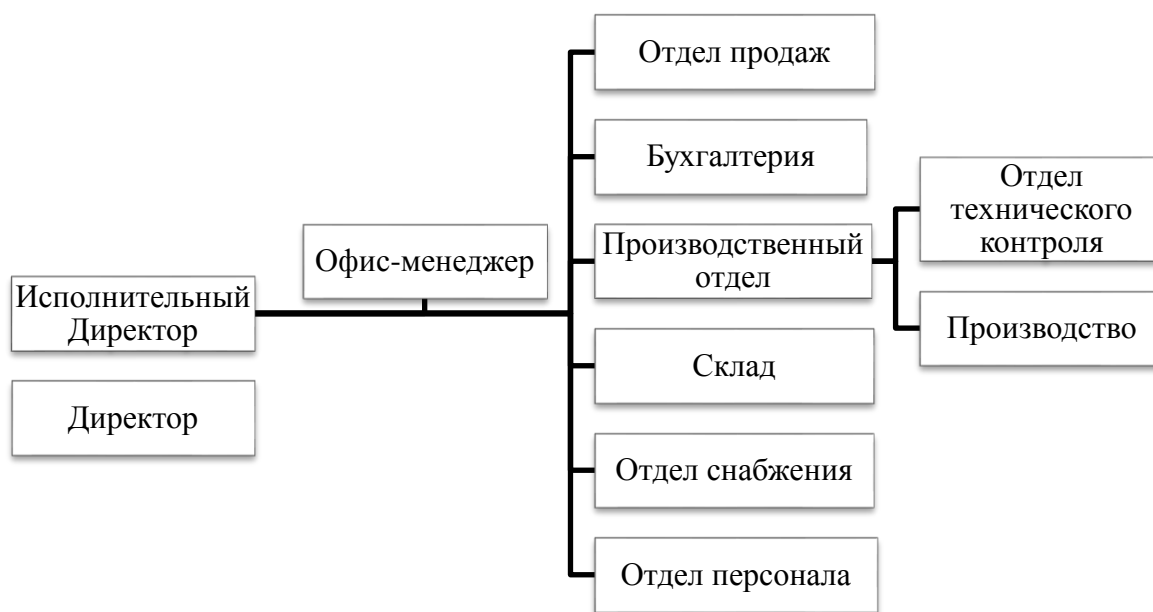 Отдел продаж
Бухгалтерия
Отдел
технического
контроля
Офис-менеджер
Производственный
отдел
Исполнительный
Директор
Производство
Склад
Директор
Отдел снабжения
Отдел персонала